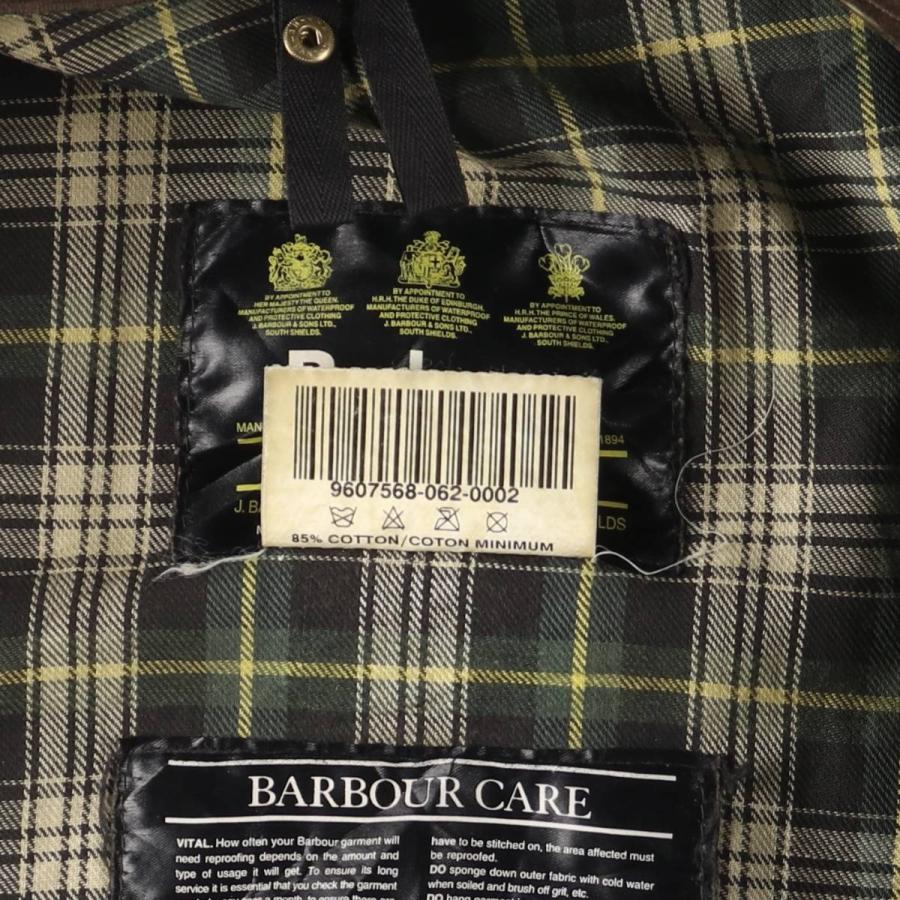 BY APPOINTMENT TO
HER MAJESTY THE QUEEN.
MANUFACTURERS OF WATERPROOF
AND PROTECTIVE CLOTHING
J. BARBOUR & SONS LTD.,
SOUTH SHIELDS.
BY APPOINTMENT TO
H.R.H. THE DUKE OF EDINBURGH.
MANUFACTURERS OF WATERPROOF
AND PROTECTIVE CLOTHING
J. BARBOUR & SONS LTD.,
SOUTH SHIELDS.
BY APPOINTMENT TO
H.R.H. THE PRINCE OF WALES.
MANUFACTURERS OF WATERPROOF
AND PROTECTIVE CLOTHING
J. BARBOUR & SONS LTD.,
SOUTH SHIELDS.
MAN
1894
J. BA
LDS
9607568-062-0002
85% COTTON/COTON MINIMUM
BARBOUR CARE
VITAL. How often your Barbour garment will
need reproofing depends on the amount and
type of usage it will get. To ensure its long
service it is essential that you check the garment
have to be stitched on, the area affected must
be reproofed.
DO sponge down outer fabric with cold water
when soiled and brush off grit, etc.